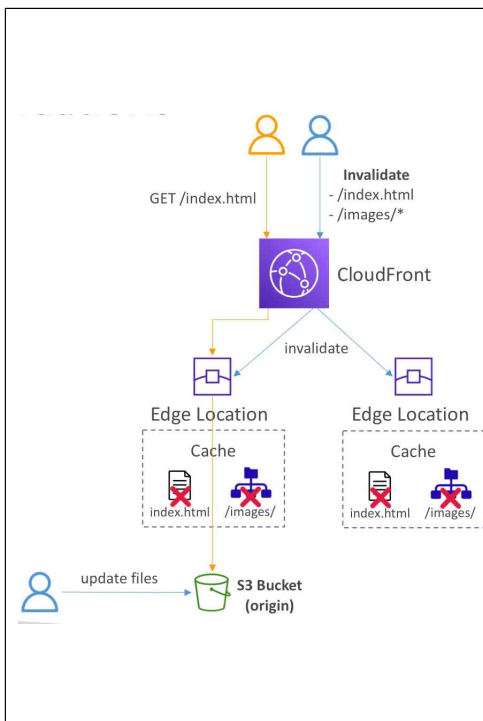 GET /index.html
Invalidate
- /index.html
- /images/*
CloudFront
invalidate
Edge Location
Edge Location
Cache
Cache
index.html
/images/
index.html
/images/
update files
S3 Bucket
(origin)